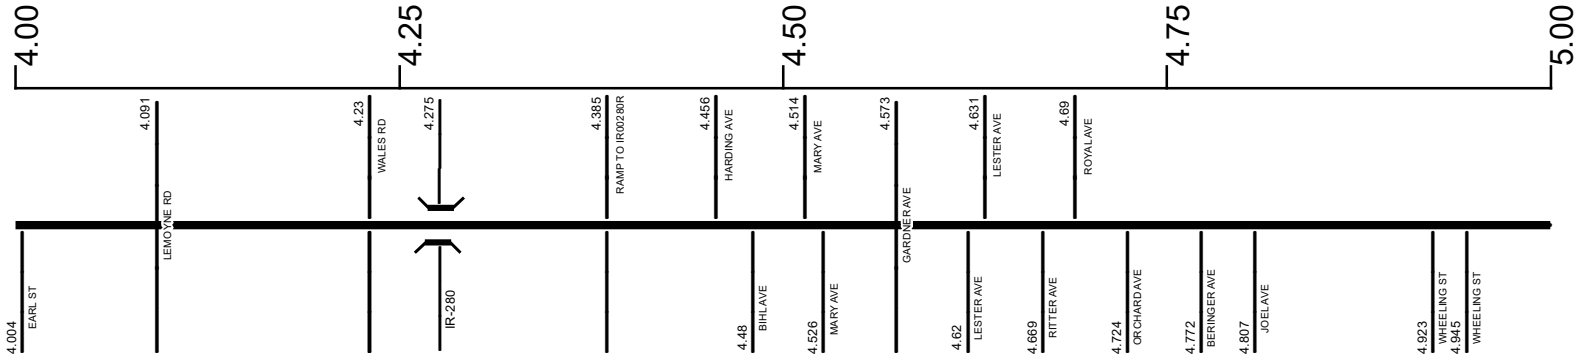 4.00
4.25
4.50
4.75
5.00
4.091
4.23
4.275
4.385
4.456
4.514
4.573
4.631
4.69
WALES RD
RAMP TO IR00280R
HARDING AVE
MARY AVE
LESTER AVE
ROYAL AVE
LEMOYNE RD
GARDNER AVE
4.004
EARL ST
IR-280
4.48
BIHL AVE
4.526
MARY AVE
4.62
LESTER AVE
4.669
RITTER AVE
4.724
ORCHARD AVE
4.772
BERINGER AVE
4.807
JOEL AVE
4.923
WHEELING ST
4.945
WHEELING ST